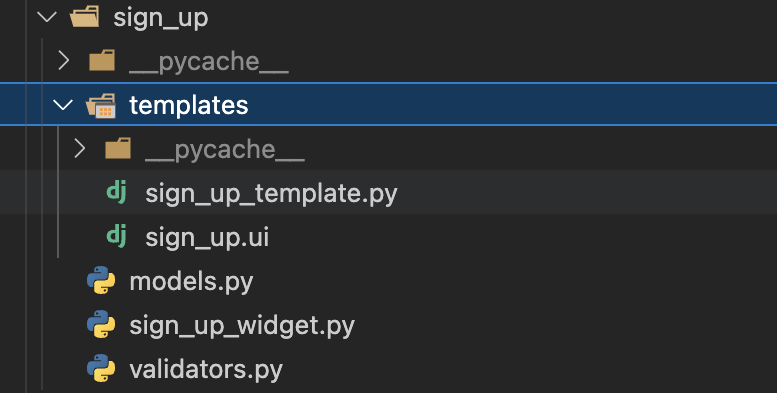 sign_up
__pycache__
templates
__pycache__
dj sign_up_template.py
dj sign_up.ui
models.py
sign_up_widget.py
validators.py